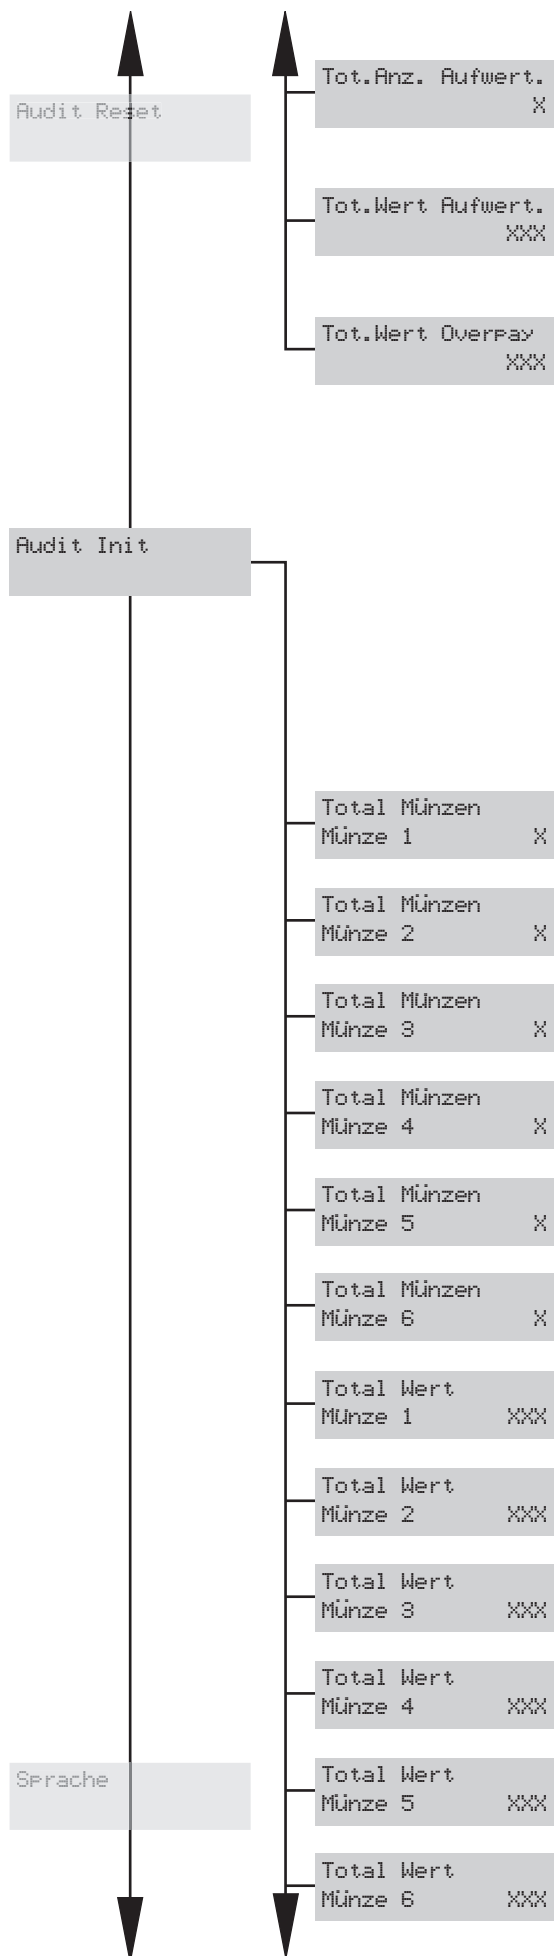 Tot.Anz. Aufwert.
X
Audit Reset
Tot.Wert Aufwert.
XXX
Tot.Wert Overpay
XXX
Audit Init
Total Münzen
Münze 1 X
Total Münzen
Münze 2 X
Total Münzen
Münze 3 X
Total Münzen
Münze 4 X
Total Münzen
Münze 5 X
Total Münzen
Münze 6 X
Total Wert
Münze 1 XXX
Total Wert
Münze 2 XXX
Total Wert
Münze 3 XXX
Total Wert
Münze 4 XXX
Sprache
Total Wert
Münze 5 XXX
Total Wert
Münze 6 XXX